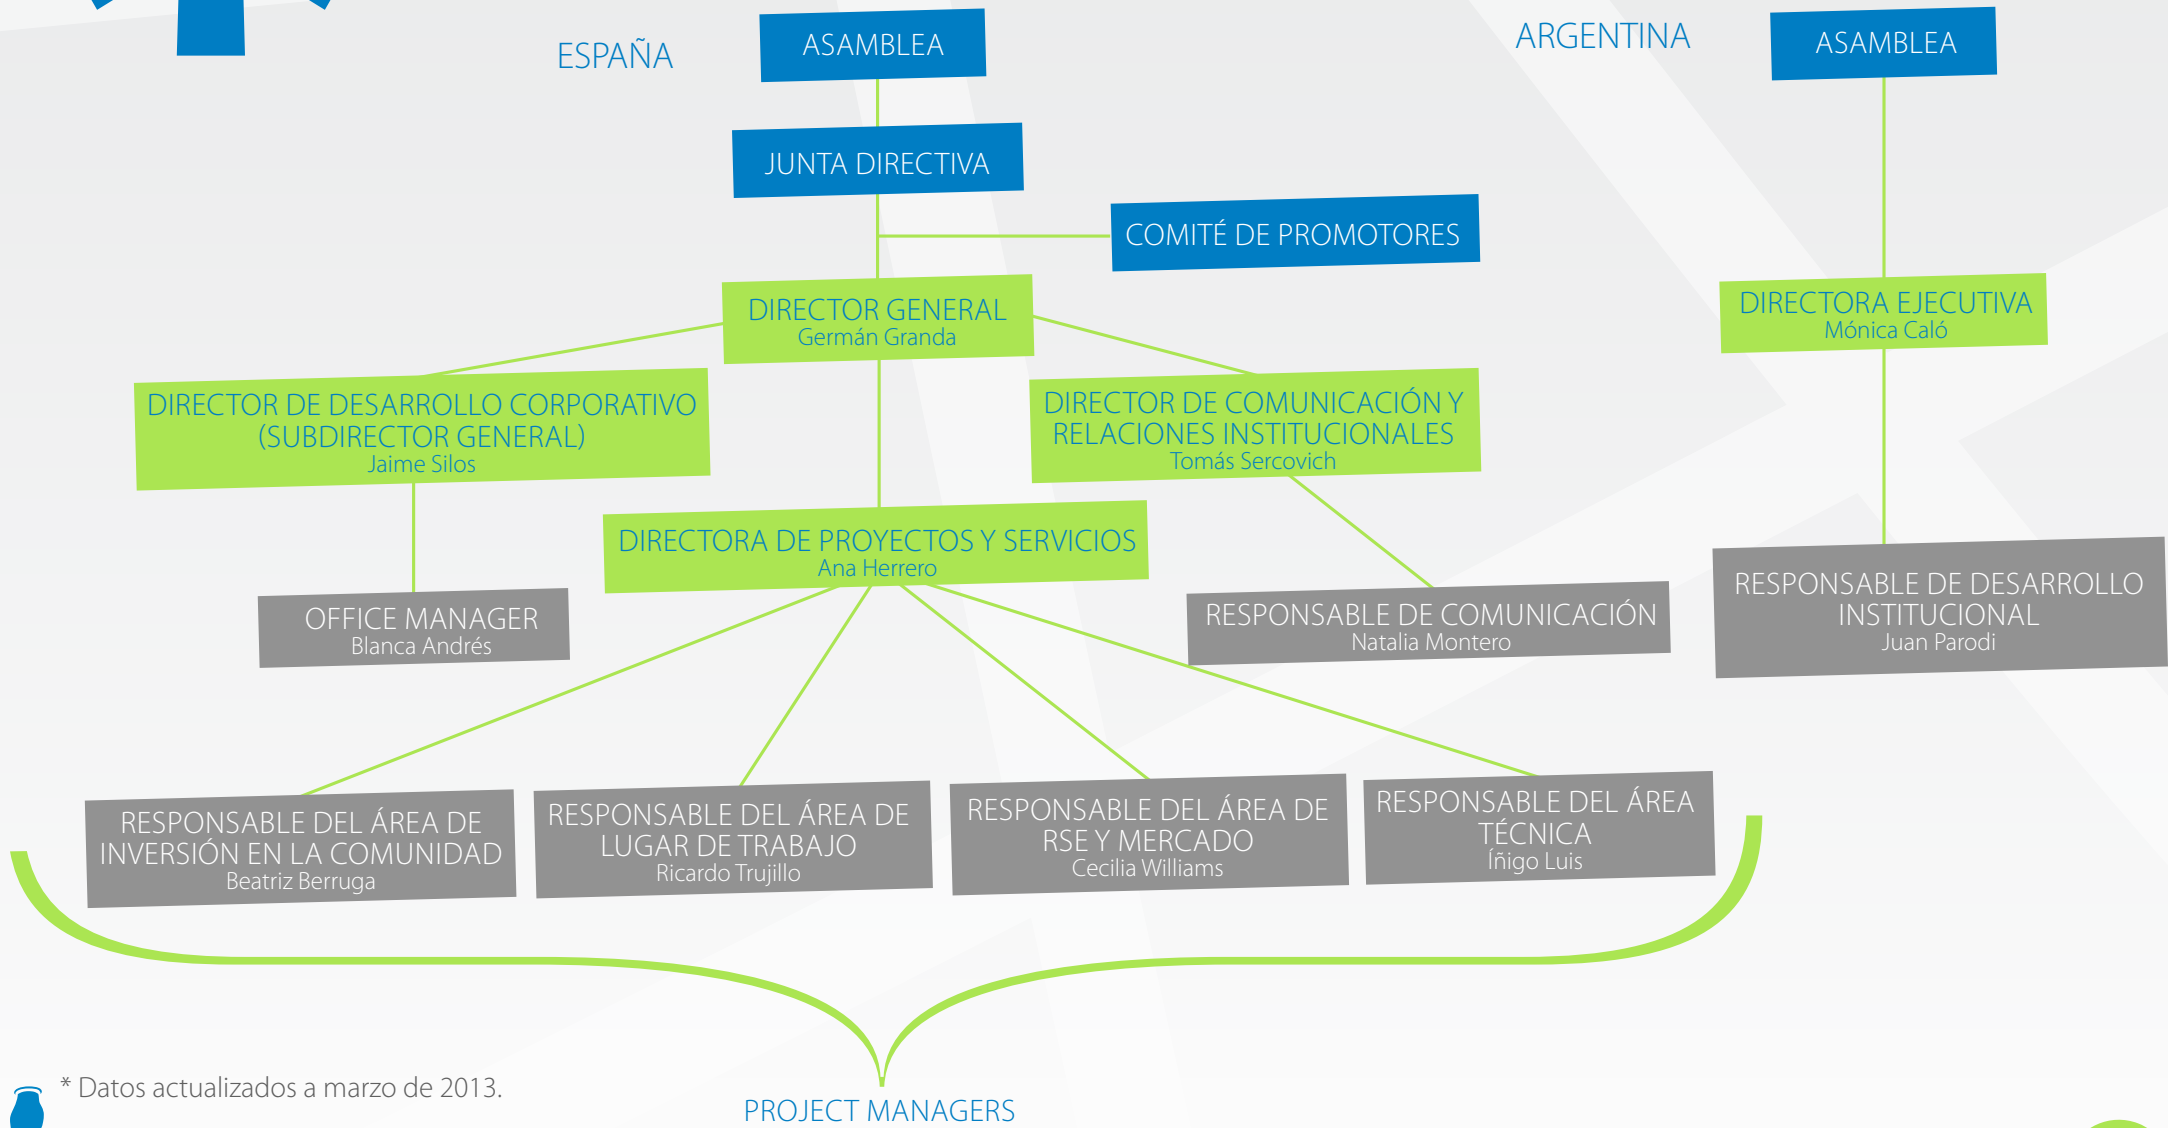 ESPAÑA
ASAMBLEA
JUNTA DIRECTIVA
COMITÉ DE PROMOTORES
DIRECTOR GENERAL
Germán Granda
DIRECTOR DE DESARROLLO CORPORATIVO
(SUBDIRECTOR GENERAL)
Jaime Silos
DIRECTOR DE COMUNICACIÓN Y
RELACIONES INSTITUCIONALES
Tomás Sercovich
DIRECTORA DE PROYECTOS Y SERVICIOS
Ana Herrero
OFFICE MANAGER
Blanca Andrés
RESPONSABLE DE COMUNICACIÓN
Natalia Montero
RESPONSABLE DEL ÁREA DE
INVERSIÓN EN LA COMUNIDAD
Beatriz Berruga
RESPONSABLE DEL ÁREA DE
LUGAR DE TRABAJO
Ricardo Trujillo
RESPONSABLE DEL ÁREA DE
RSE Y MERCADO
Cecilia Williams
RESPONSABLE DEL ÁREA
TÉCNICA
Íñigo Luis
PROJECT MANAGERS
ARGENTINA
ASAMBLEA
DIRECTORA EJECUTIVA
Mónica Caló
RESPONSABLE DE DESARROLLO
INSTITUCIONAL
Juan Parodi
* Datos actualizados a marzo de 2013.